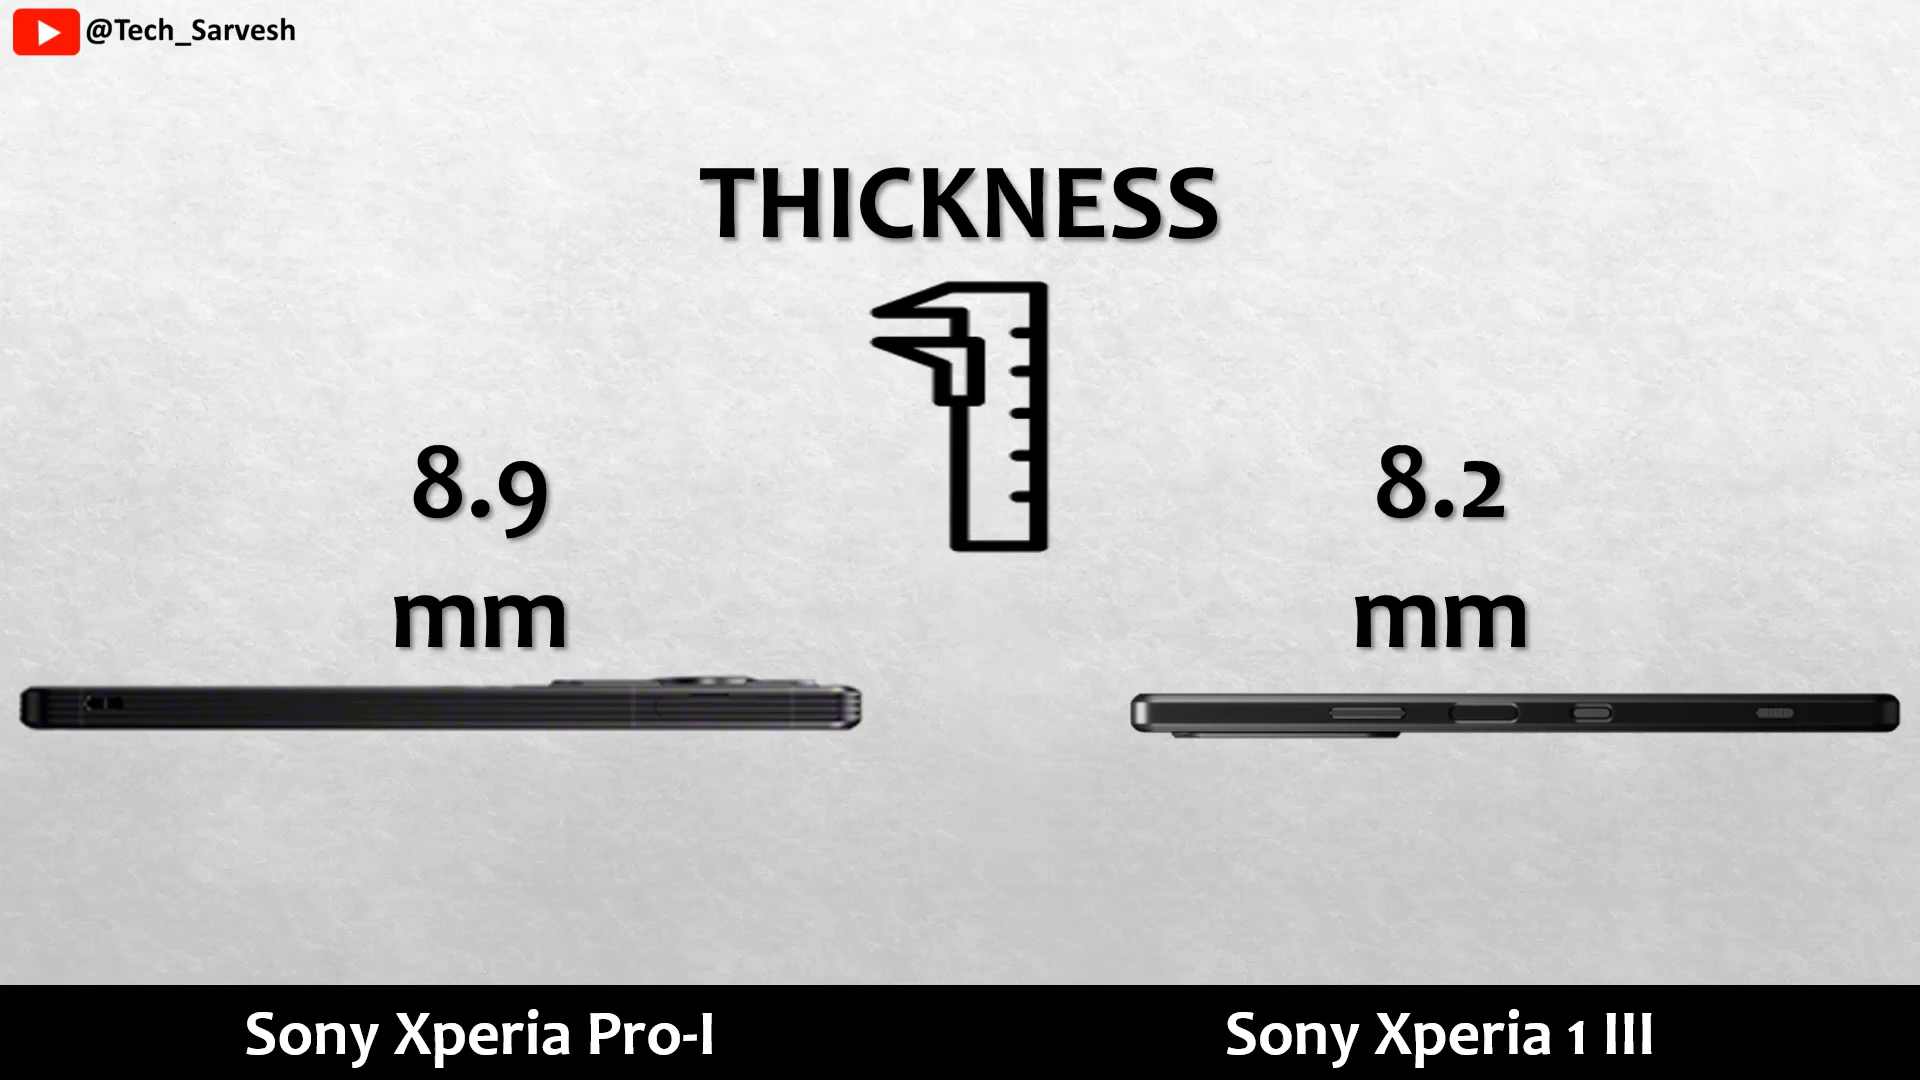 @Tech_Sarvesh
THICKNESS
8.9
mm
8.2
mm
Sony Xperia Pro-I
Sony Xperia 1 III